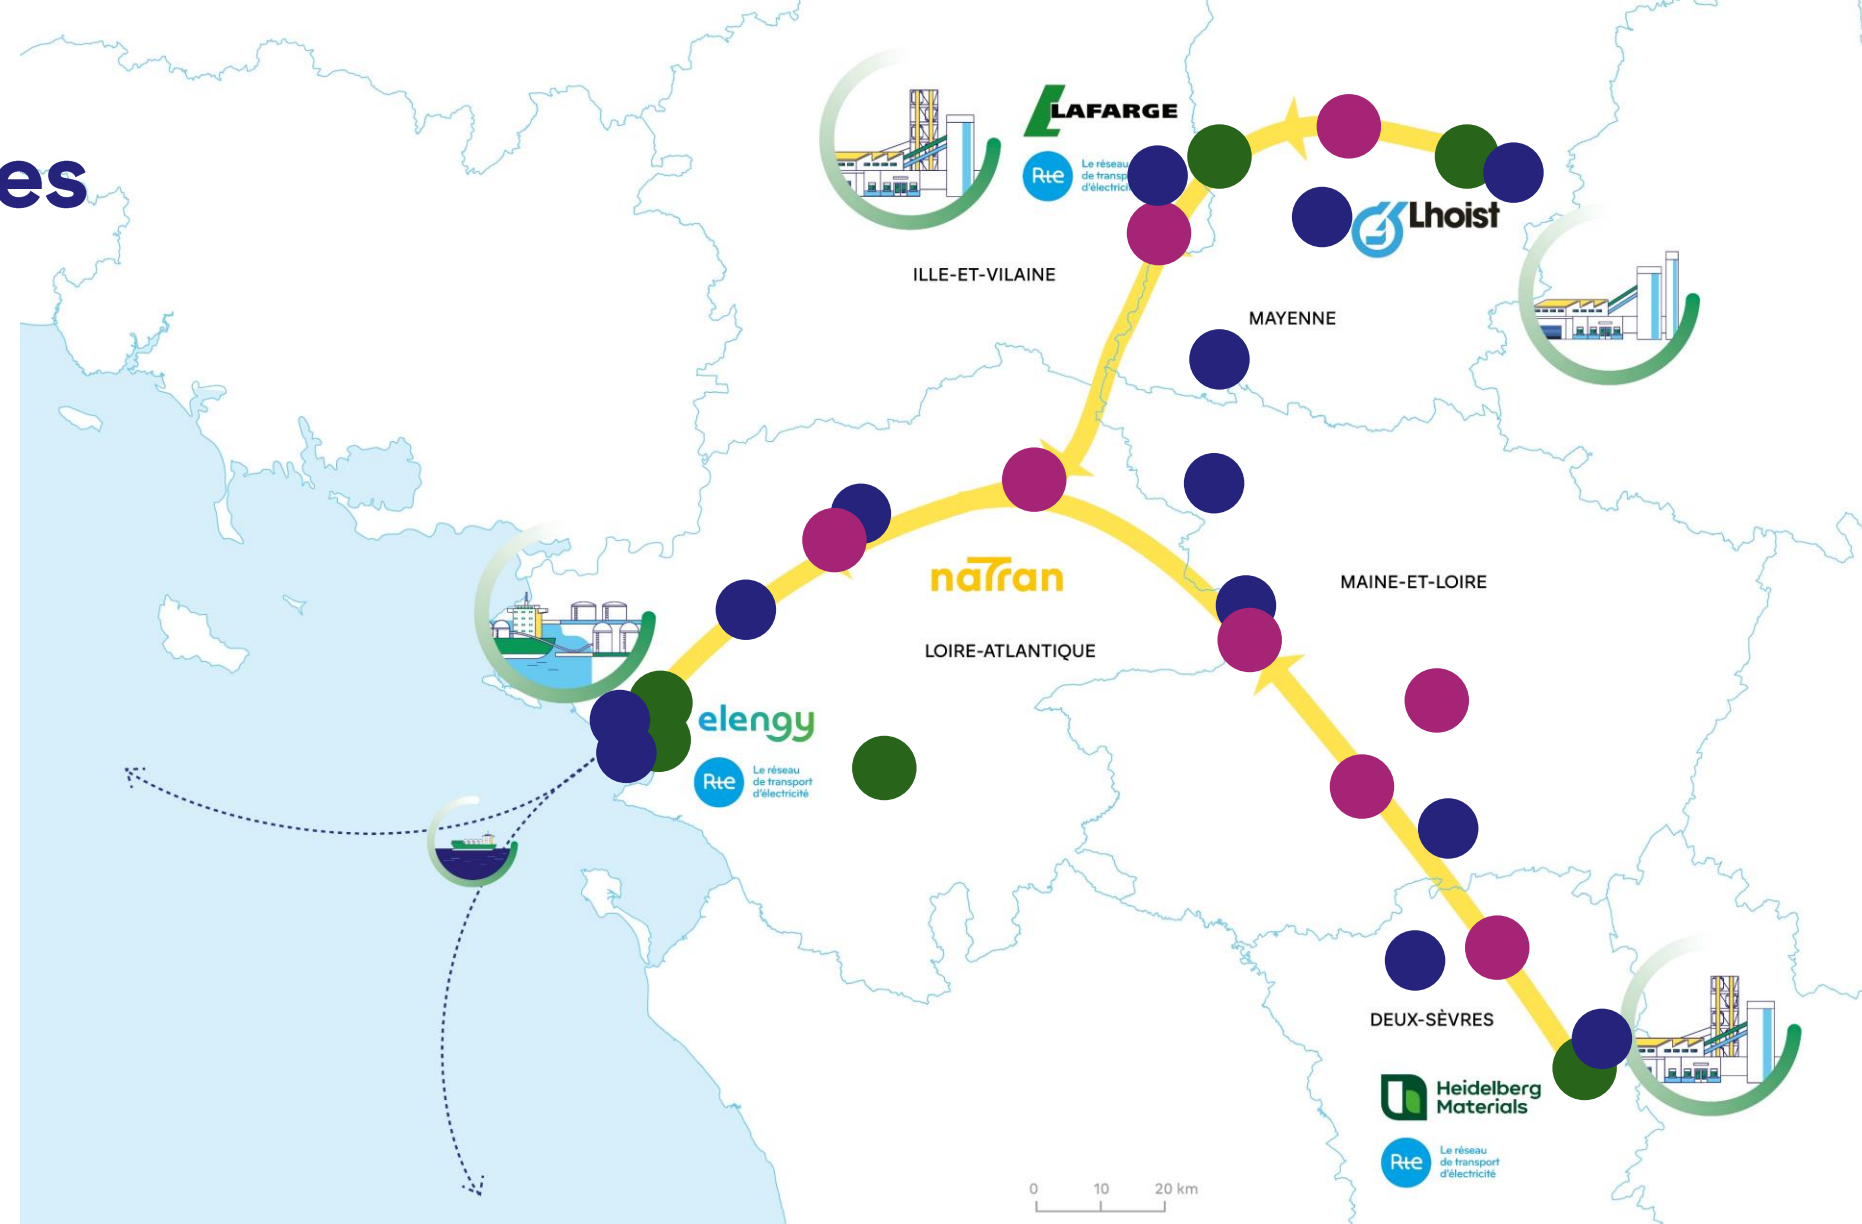 es
LAFARGE
Rte
Le réseau
de transp
d'électrici
Lhoist
ILLE-ET-VILAINE
MAYENNE
naTran
MAINE-ET-LOIRE
LOIRE-ATLANTIQUE
elengy
Rte
Le réseau
de transport
d'électricité
DEUX-SÈVRES
Heidelberg
Materials
Rte
Le réseau
de transport
d'électricité
0 10 20 km